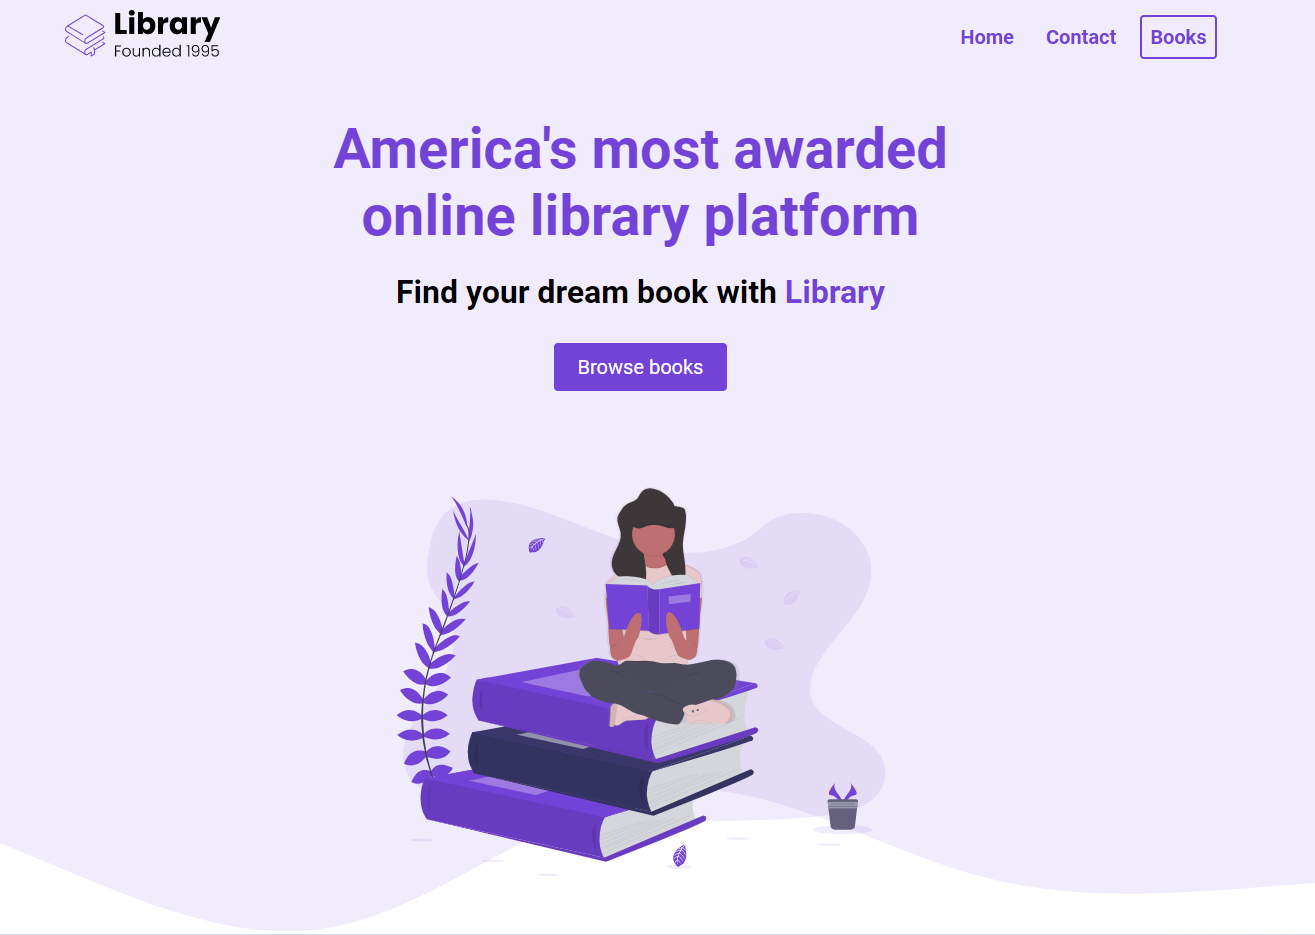 Library
Founded 1995
Home Contact Books
America's most awarded
online library platform
Find your dream book with Library
Browse books